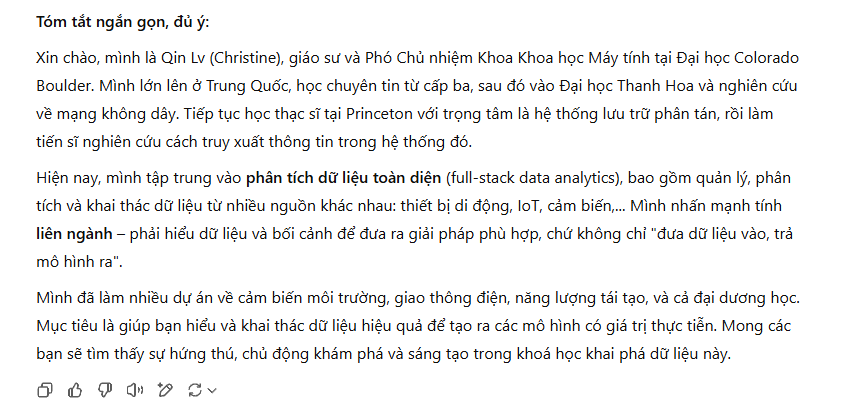 Tóm tắt ngắn gọn, đủ ý:
Xin chào, mình là Qin Lv (Christine), giáo sư và Phó Chủ nhiệm Khoa Khoa học Máy tính tại Đại học Colorado
Boulder. Mình lớn lên ở Trung Quốc, học chuyên tin từ cấp ba, sau đó vào Đại học Thanh Hoa và nghiên cứu
về mạng không dây. Tiếp tục học thạc sĩ tại Princeton với trọng tâm là hệ thống lưu trữ phân tán, rồi làm
tiến sĩ nghiên cứu cách truy xuất thông tin trong hệ thống đó.
Hiện nay, mình tập trung vào phân tích dữ liệu toàn diện (full-stack data analytics), bao gồm quản lý, phân
tích và khai thác dữ liệu từ nhiều nguồn khác nhau: thiết bị di động, IoT, cảm biến,... Mình nhấn mạnh tính
liên ngành – phải hiểu dữ liệu và bối cảnh để đưa ra giải pháp phù hợp, chứ không chỉ "đưa dữ liệu vào, trả
mô hình ra".
Mình đã làm nhiều dự án về cảm biến môi trường, giao thông điện, năng lượng tái tạo, và cả đại dương học.
Mục tiêu là giúp bạn hiểu và khai thác dữ liệu hiệu quả để tạo ra các mô hình có giá trị thực tiễn. Mong các
bạn sẽ tìm thấy sự hứng thú, chủ động khám phá và sáng tạo trong khoá học khai phá dữ liệu này.